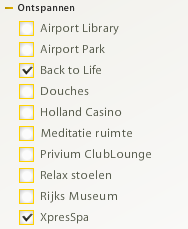 Ontspannen
Airport Library
Airport Park
Back to Life
Douches
Holland Casino
Meditatie ruimte
Privium ClubLounge
Relax stoelen
Rijks Museum
XpresSpa